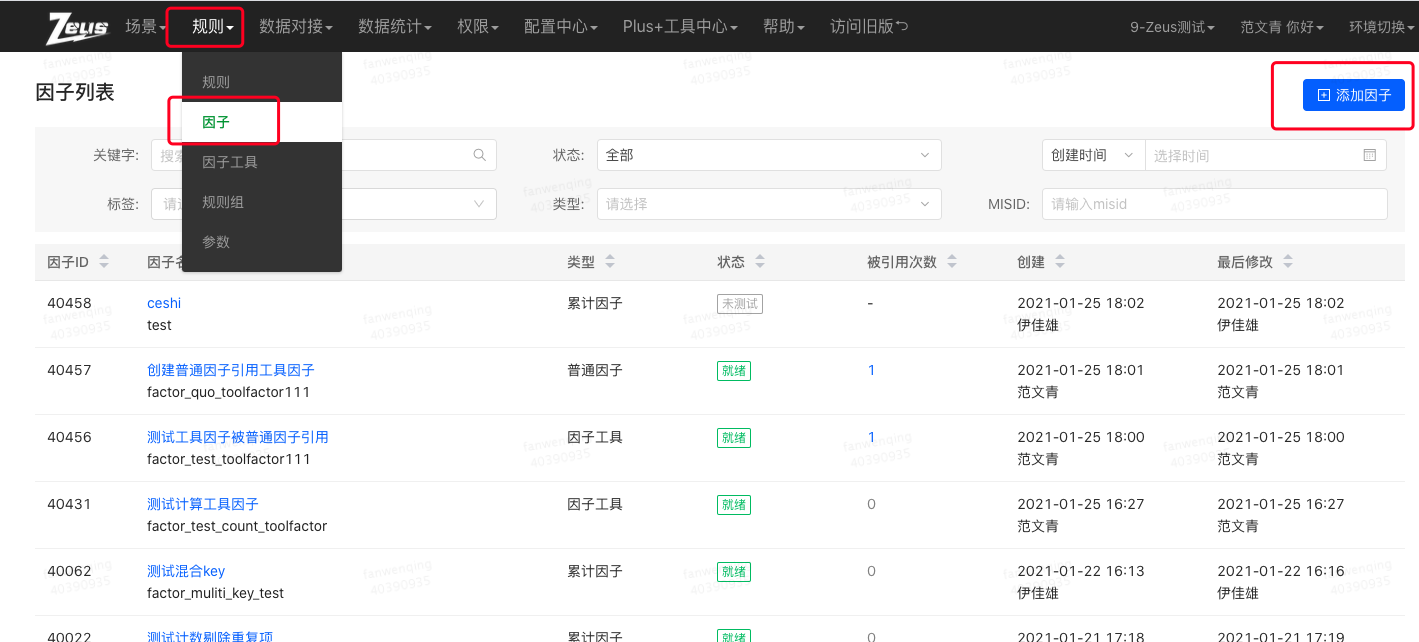 Zeus 场景 规则 数据对接 数据统计 权限 配置中心 Plus+工具中心 帮助 访问旧版 9-Zeus测试 范文青 你好 环境切换
规则
因子
因子工具
规则组
参数
因子列表
添加因子
关键字: 搜索 状态: 全部 创建时间 选择时间
标签: 类型: 请选择 MISID: 请输入misid
因子ID 类型 状态 被引用次数 创建 最后修改
40458 ceshi 累计因子 未测试 - 2021-01-25 18:02 2021-01-25 18:02
test 伊佳雄 伊佳雄
40457 创建普通因子引用工具因子 普通因子 就绪 1 2021-01-25 18:01 2021-01-25 18:01
factor_quo_toolfactor111 范文青 范文青
40456 测试工具因子被普通因子引用 因子工具 就绪 1 2021-01-25 18:00 2021-01-25 18:00
factor_test_toolfactor111 范文青 范文青
40431 测试计算工具因子 因子工具 就绪 0 2021-01-25 16:27 2021-01-25 16:27
factor_test_count_toolfactor 范文青 范文青
40062 测试混合key 累计因子 就绪 0 2021-01-22 16:13 2021-01-22 16:16
factor_muliti_key_test 伊佳雄 伊佳雄
40022 测试计数剔除重复项 累计因子 就绪 0 2021-01-21 17:18 2021-01-21 17:19
fanwenqing
40390935